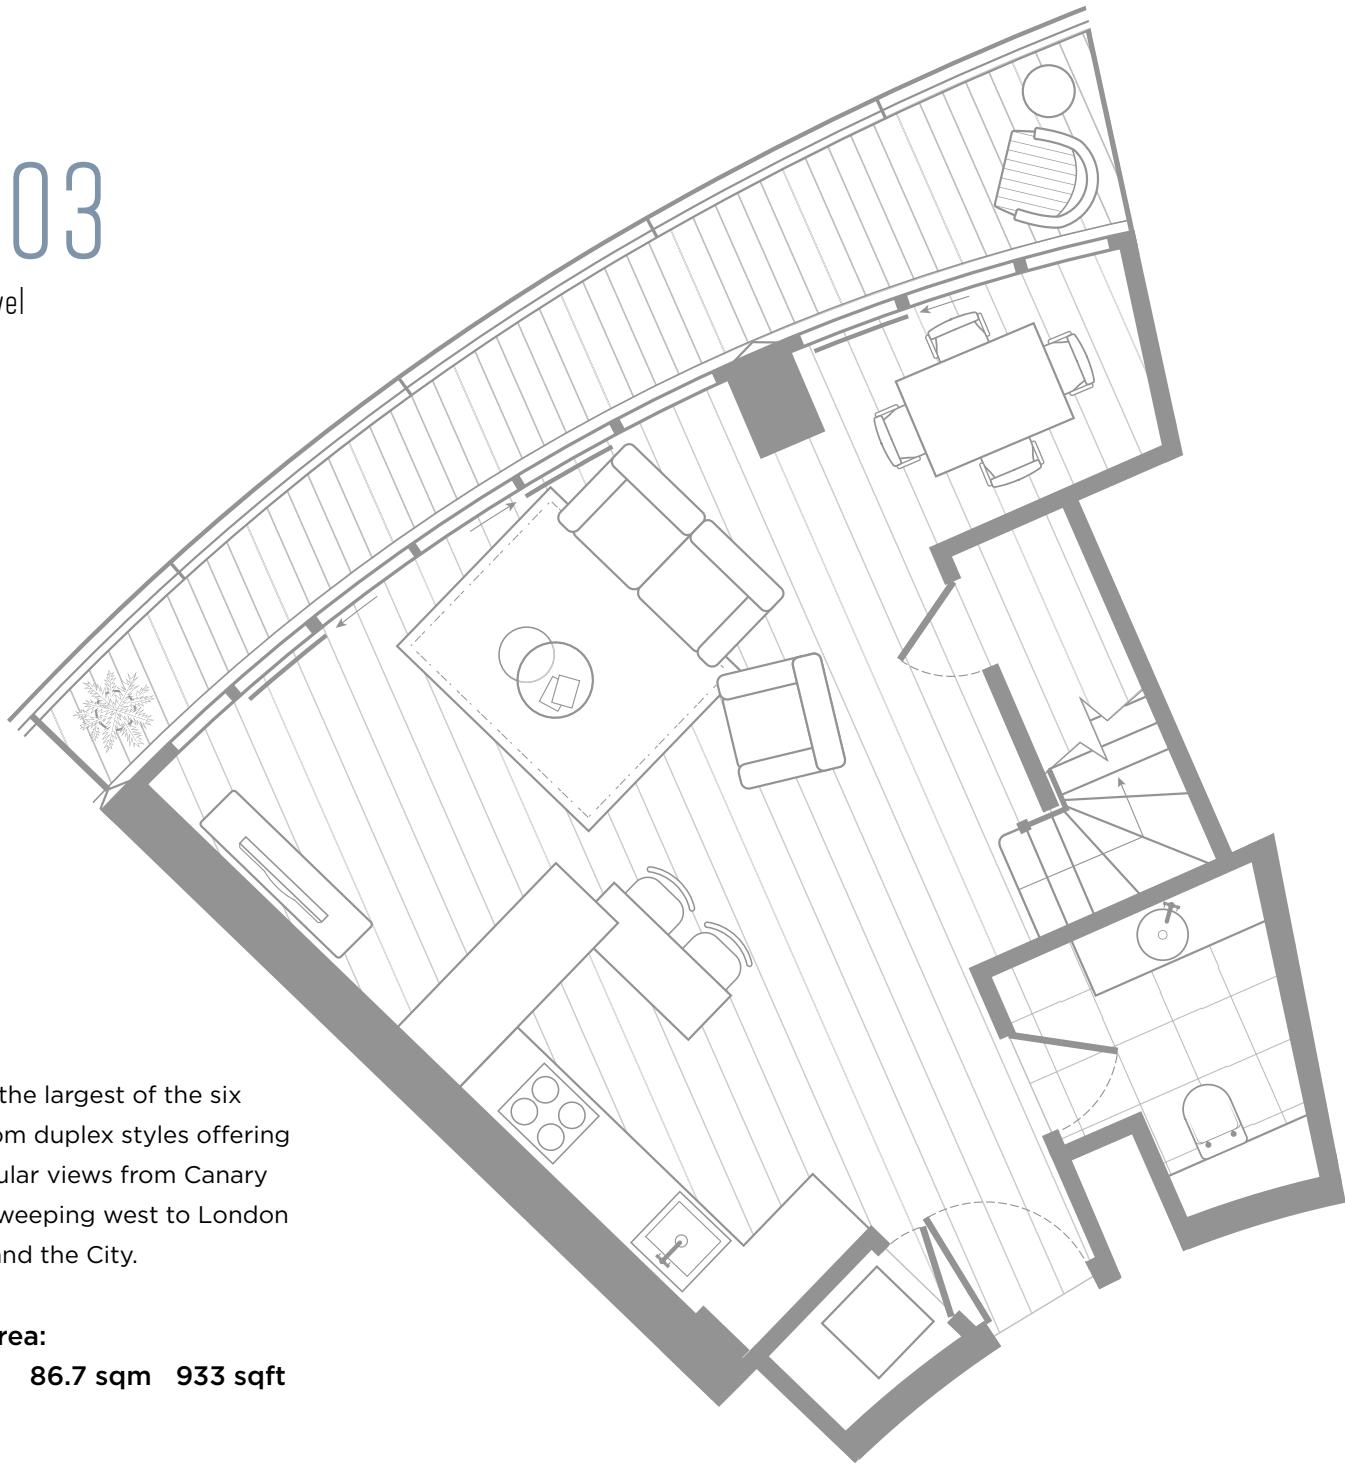 03
vel
the largest of the six
om duplex styles offering
ular views from Canary
weeping west to London
and the City.
rea:
86.7 sqm 933 sqft